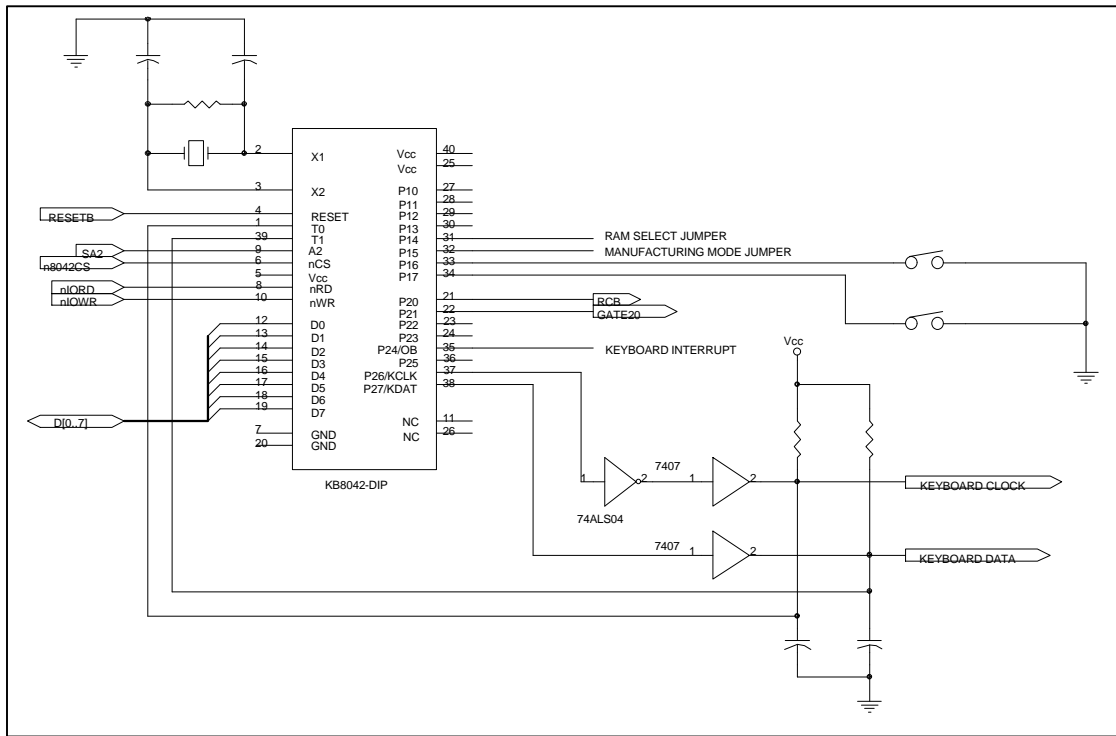 2 X1
3 X2
RESETB 4 RESET
1 T0
39 T1
SA2 9 A2
n8042CS 6 nCS
5 Vcc
nIORD 8 nRD
nIOWR 10 nWR
12 D0
13 D1
14 D2
15 D3
16 D4
17 D5
18 D6
19 D7
D[0..7]
7 GND
20 GND
Vcc 40
Vcc 25
P10 27
P11 28
P12 29
P13 30
P14 31 RAM SELECT JUMPER
P15 32 MANUFACTURING MODE JUMPER
P16 33
P17 34
P20 21 RCB
P21 22 GATE20
P22 23
P23 24
P24/OB 35 KEYBOARD INTERRUPT
P25 36
P26/KCLK 37
P27/KDAT 38
NC 11
NC 26
KB8042-DIP
Vcc
1 2 7407 1 2 KEYBOARD CLOCK
74ALS04
7407 1 2 KEYBOARD DATA